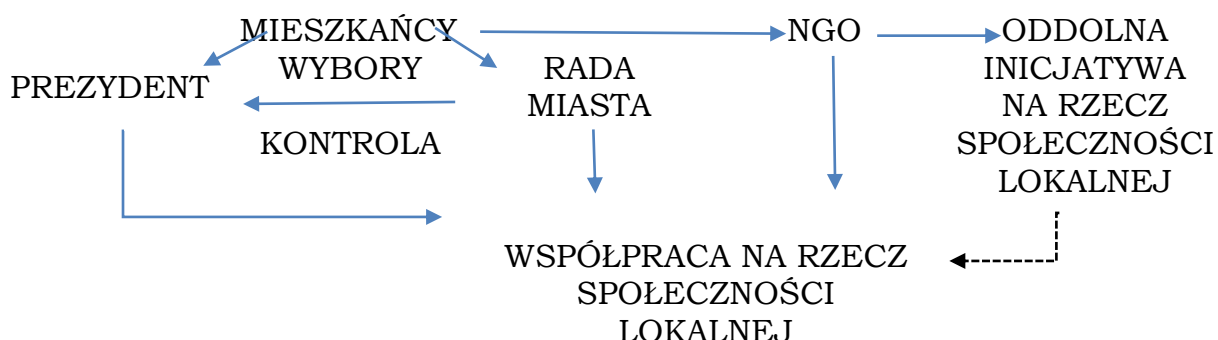 MIESZKAŃCY
WYBORY
PREZYDENT
KONTROLA
RADA
MIASTA
NGO
ODDOLNA
INICJATYWA
NA RZECZ
SPOŁECZNOŚCI
LOKALNEJ
WSPÓŁPRACA NA RZECZ
SPOŁECZNOŚCI
LOKALNEJ